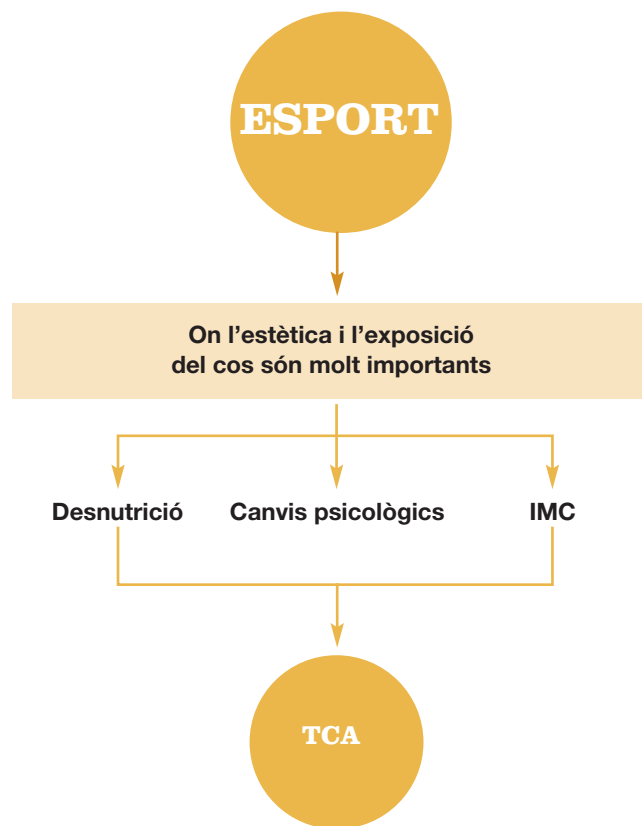 ESPORT
On l’estètica i l’exposició
del cos són molt importants
Desnutrició
Canvis psicològics
IMC
TCA